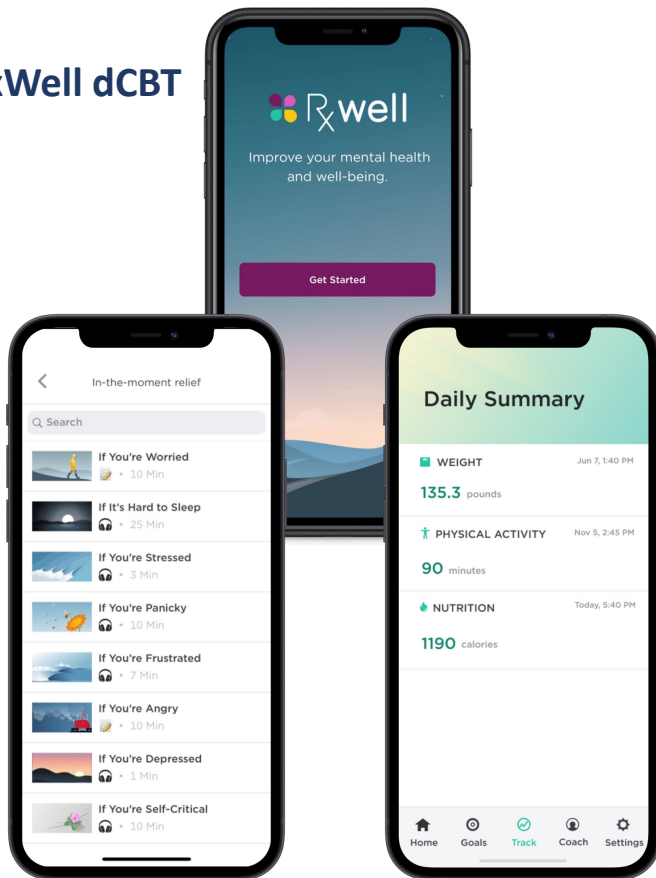 Well dCBT
Rxwell
Improve your mental health
and well-being.
Get Started
In-the-moment relief
Search
If You're Worried
• 10 Min
If It's Hard to Sleep
• 25 Min
If You're Stressed
• 3 Min
If You're Panicky
• 10 Min
If You're Frustrated
• 7 Min
If You're Angry
• 10 Min
If You're Depressed
• 1 Min
If You're Self-Critical
• 10 Min
Daily Summary
WEIGHT Jun 7, 1:40 PM
135.3 pounds
PHYSICAL ACTIVITY Nov 5, 2:45 PM
90 minutes
NUTRITION Today, 5:40 PM
1190 calories
Home Goals Track Coach Settings